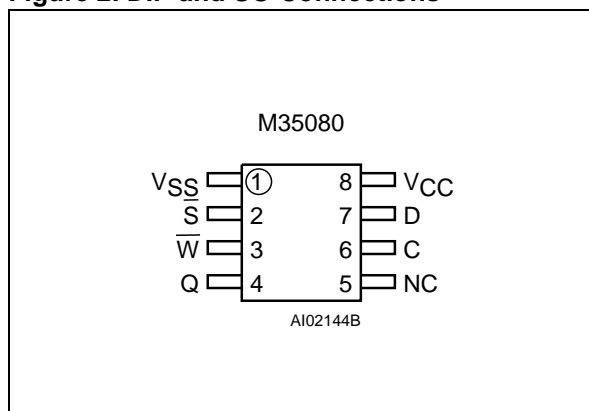 Figure 2. DIP and SO Connections
M35080
VSS 1 8 VCC
S̅ 2 7 D
W̅ 3 6 C
Q 4 5 NC
AI02144B